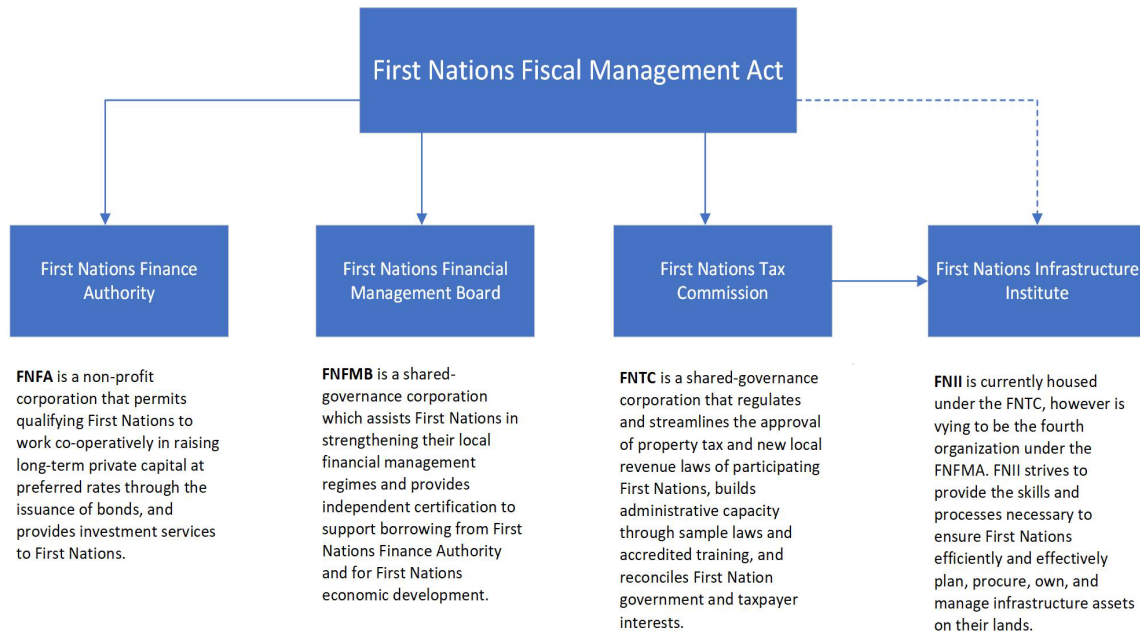 First Nations Fiscal Management Act
First Nations Finance
Authority
First Nations Financial
Management Board
First Nations Tax
Commission
First Nations Infrastructure
Institute
FNFA is a non-profit
corporation that permits
qualifying First Nations to
work co-operatively in raising
long-term private capital at
preferred rates through the
issuance of bonds, and
provides investment services
to First Nations.
FNFMB is a shared-
governance corporation
which assists First Nations in
strengthening their local
financial management
regimes and provides
independent certification to
support borrowing from First
Nations Finance Authority
and for First Nations
economic development.
FNTC is a shared-governance
corporation that regulates
and streamlines the approval
of property tax and new local
revenue laws of participating
First Nations, builds
administrative capacity
through sample laws and
accredited training, and
reconciles First Nation
government and taxpayer
interests.
FNII is currently housed
under the FNTC, however is
vying to be the fourth
organization under the
FNFMA. FNII strives to
provide the skills and
processes necessary to
ensure First Nations
efficiently and effectively
plan, procure, own, and
manage infrastructure assets
on their lands.